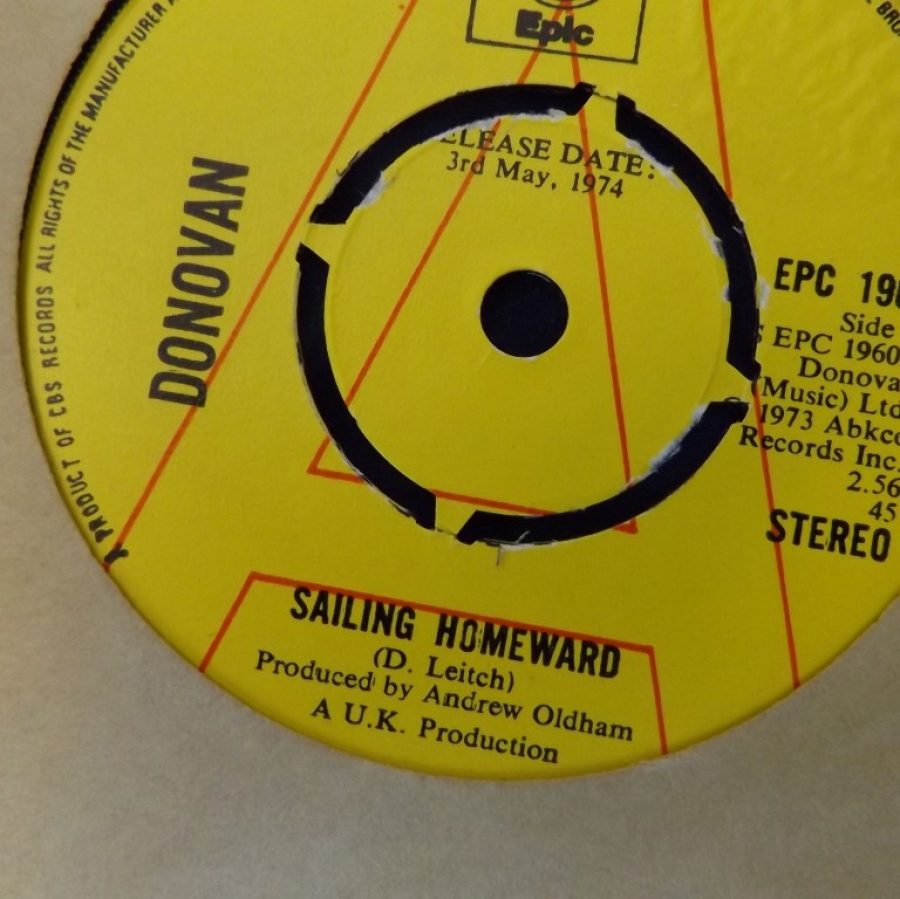 Epic
RELEASE DATE:
3rd May, 1974
A PRODUCT OF CBS RECORDS ALL RIGHTS OF THE MANUFACTURER
DONOVAN
EPC 196
Side
S EPC 1960
Donova
(Music) Ltd
1973 Abkco
Records Inc.
2.56
45
STEREO
SAILING HOMEWARD
(D. Leitch)
Produced by Andrew Oldham
A U.K. Production